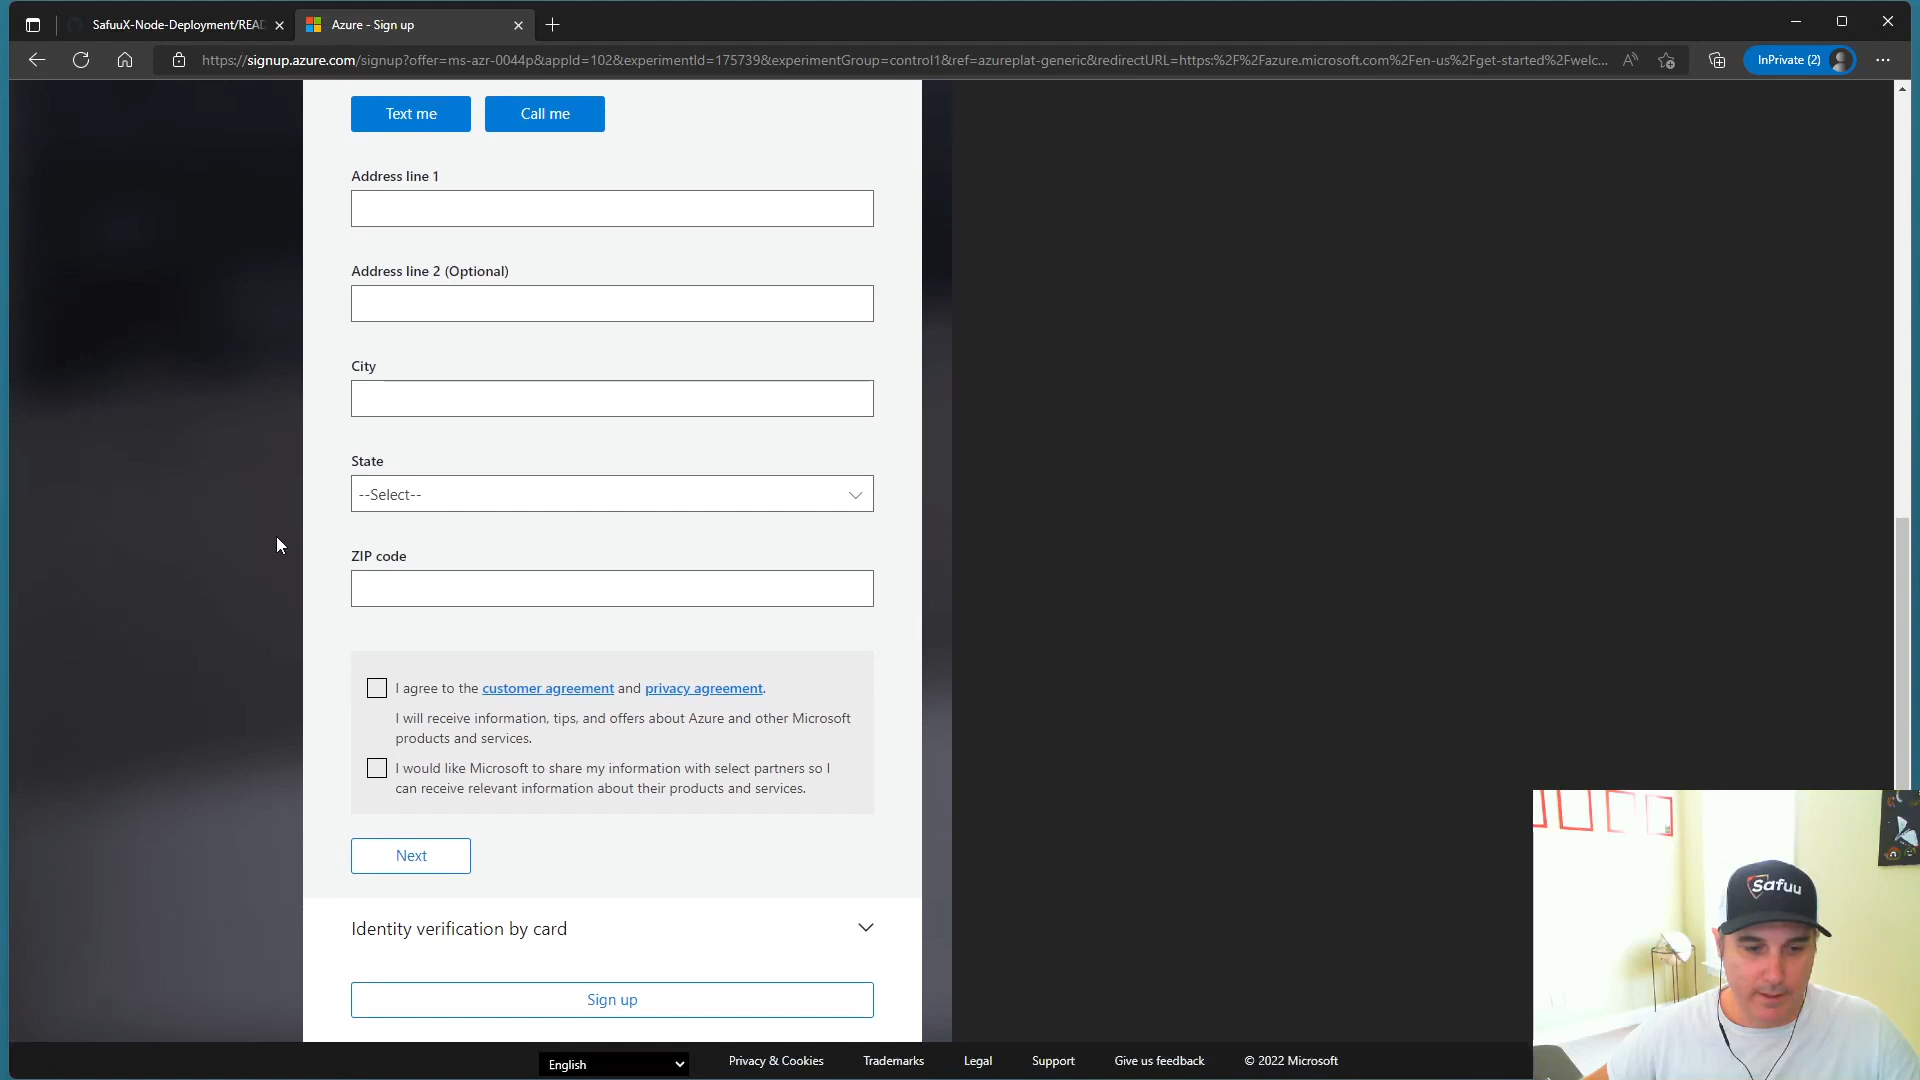 SafuuX-Node-Deployment/READ
Azure - Sign up
https://signup.azure.com/signup?offer=ms-azr-0044p&appId=102&experimentId=175739&experimentGroup=control1&ref=azureplat-generic&redirectURL=https:%2F%2Fazure.microsoft.com%2Fen-us%2Fget-started%2Fwelc...
InPrivate (2)
Text me
Call me
Address line 1
Address line 2 (Optional)
City
State
--Select--
ZIP code
I agree to the customer agreement and privacy agreement.
I will receive information, tips, and offers about Azure and other Microsoft
products and services.
I would like Microsoft to share my information with select partners so I
can receive relevant information about their products and services.
Next
Identity verification by card
Sign up
English
Privacy & Cookies
Trademarks
Legal
Support
Give us feedback
© 2022 Microsoft
Safuu